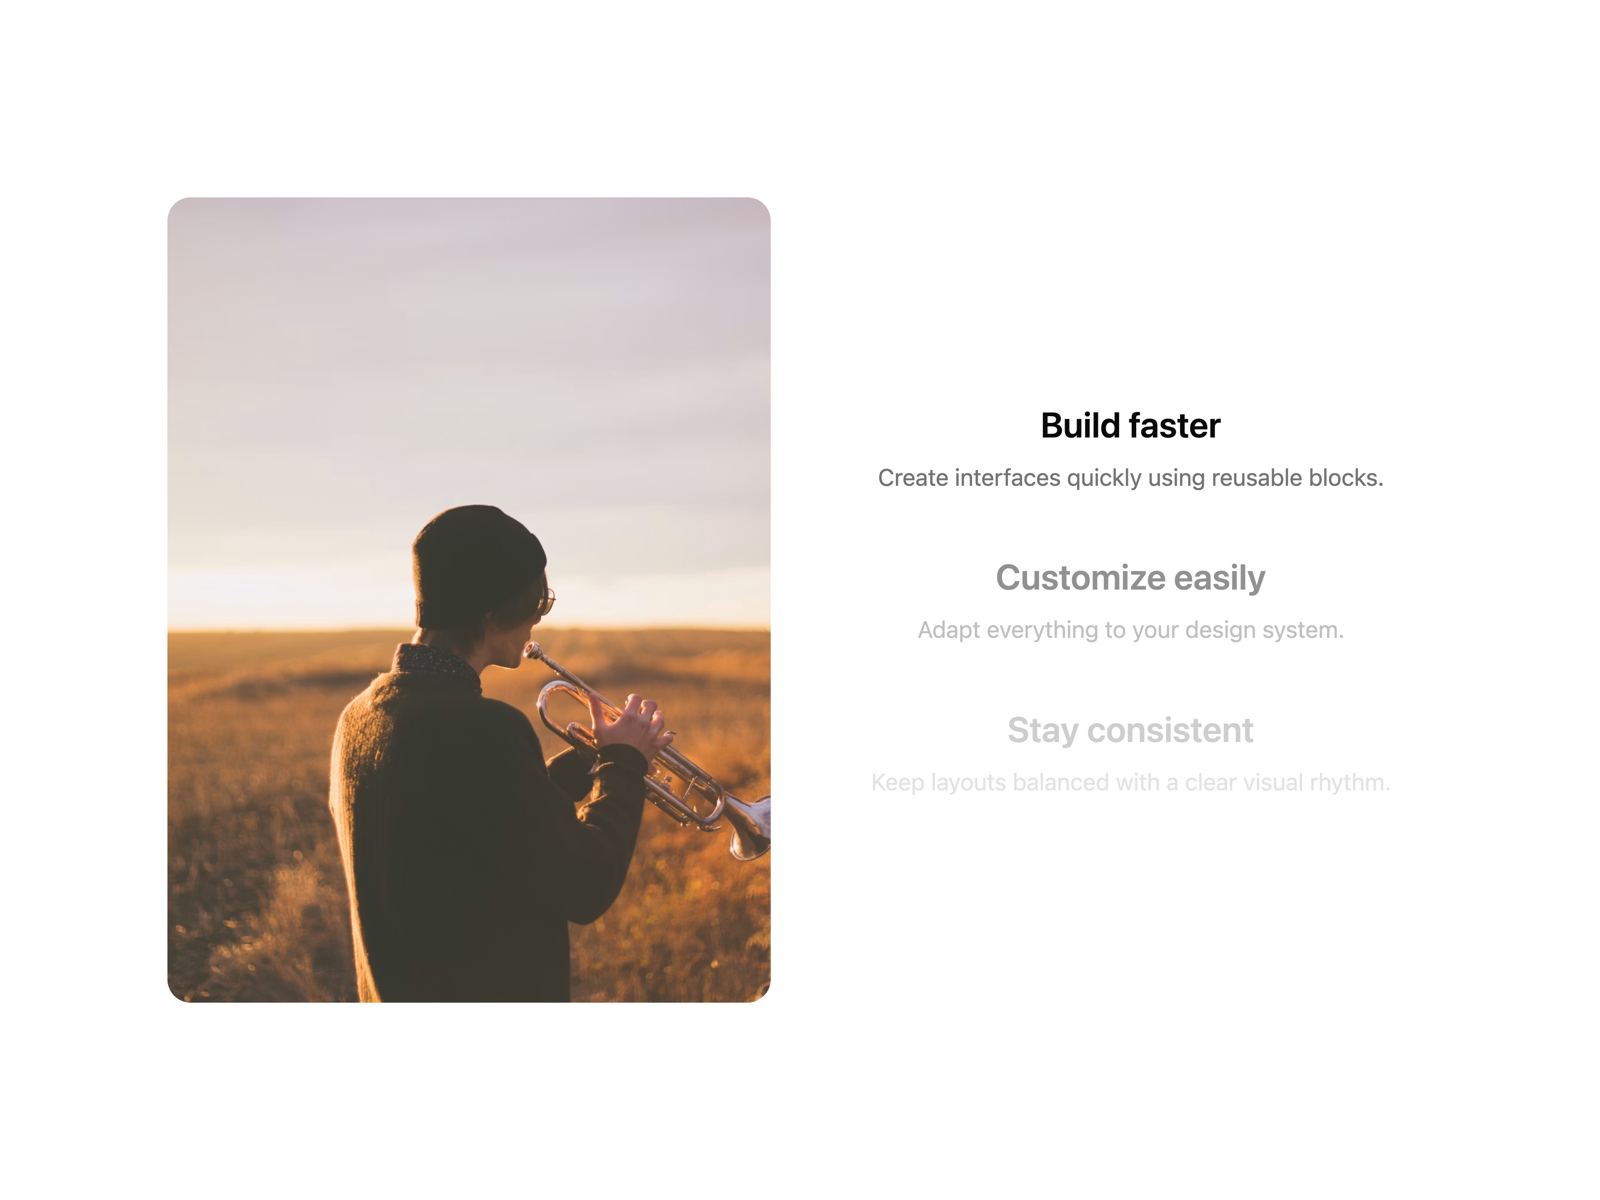 Build faster
Create interfaces quickly using reusable blocks.
Customize easily
Adapt everything to your design system.
Stay consistent
Keep layouts balanced with a clear visual rhythm.